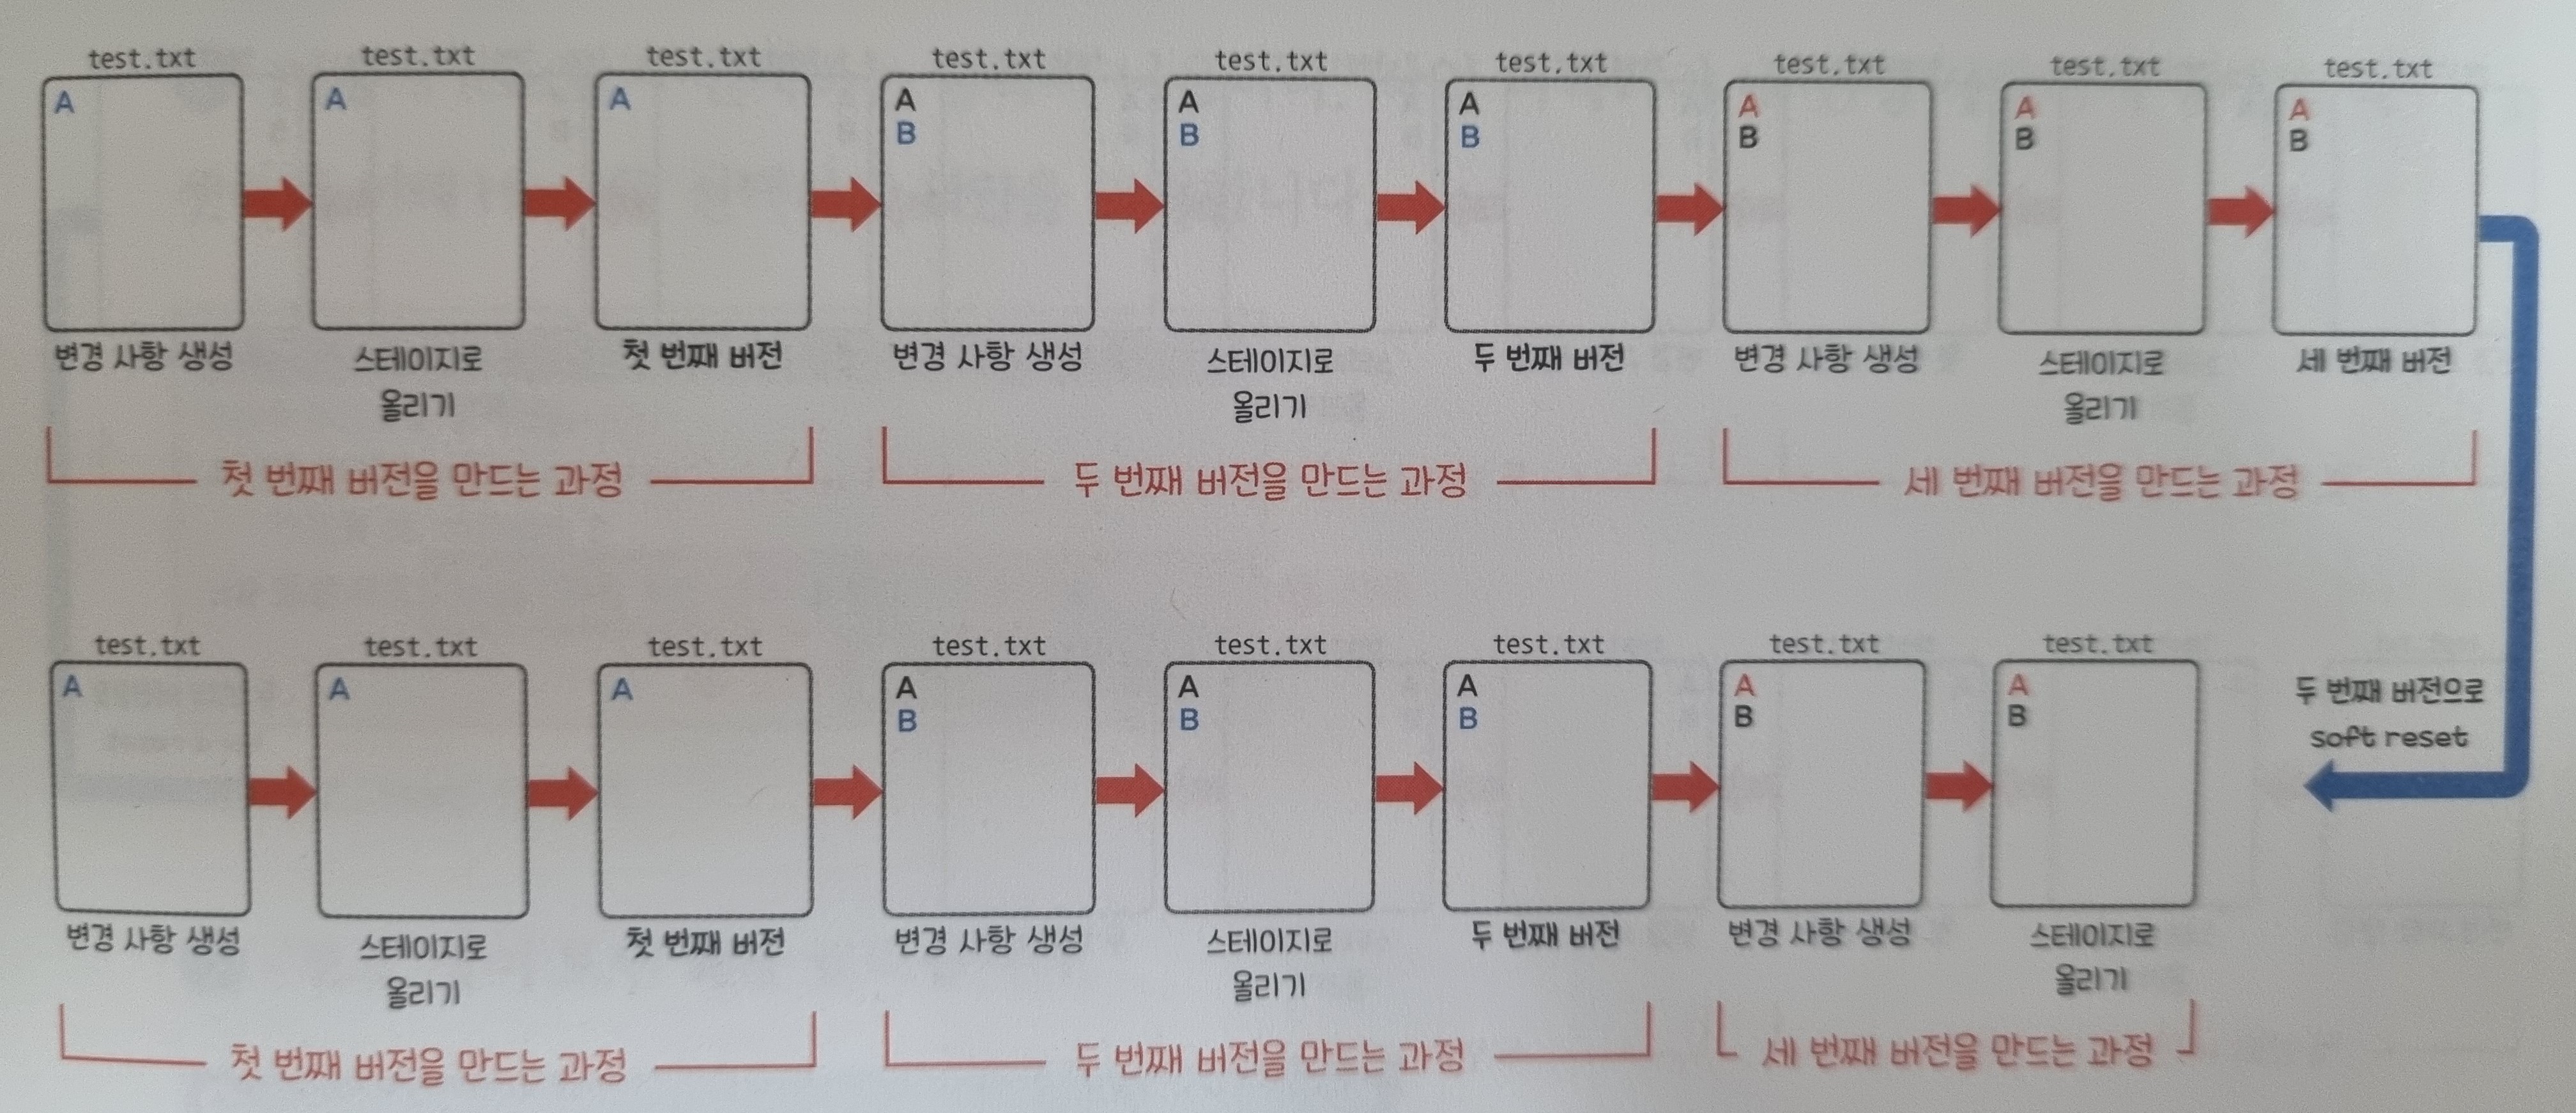 test.txt test.txt test.txt test.txt test.txt test.txt test.txt test.txt test.txt
A A A A A A A A A
B B B B B B
변경 사항 생성 스테이지로 첫 번째 버전 변경 사항 생성 스테이지로 두 번째 버전 변경 사항 생성 스테이지로 세 번째 버전
올리기 올리기 올리기
첫 번째 버전을 만드는 과정 두 번째 버전을 만드는 과정 세 번째 버전을 만드는 과정
test.txt test.txt test.txt test.txt test.txt test.txt test.txt test.txt
A A A A A A A A
B B B B B
두 번째 버전으로
soft reset
변경 사항 생성 스테이지로 첫 번째 버전 변경 사항 생성 스테이지로 두 번째 버전 변경 사항 생성 스테이지로
올리기 올리기 올리기
첫 번째 버전을 만드는 과정 두 번째 버전을 만드는 과정 세 번째 버전을 만드는 과정